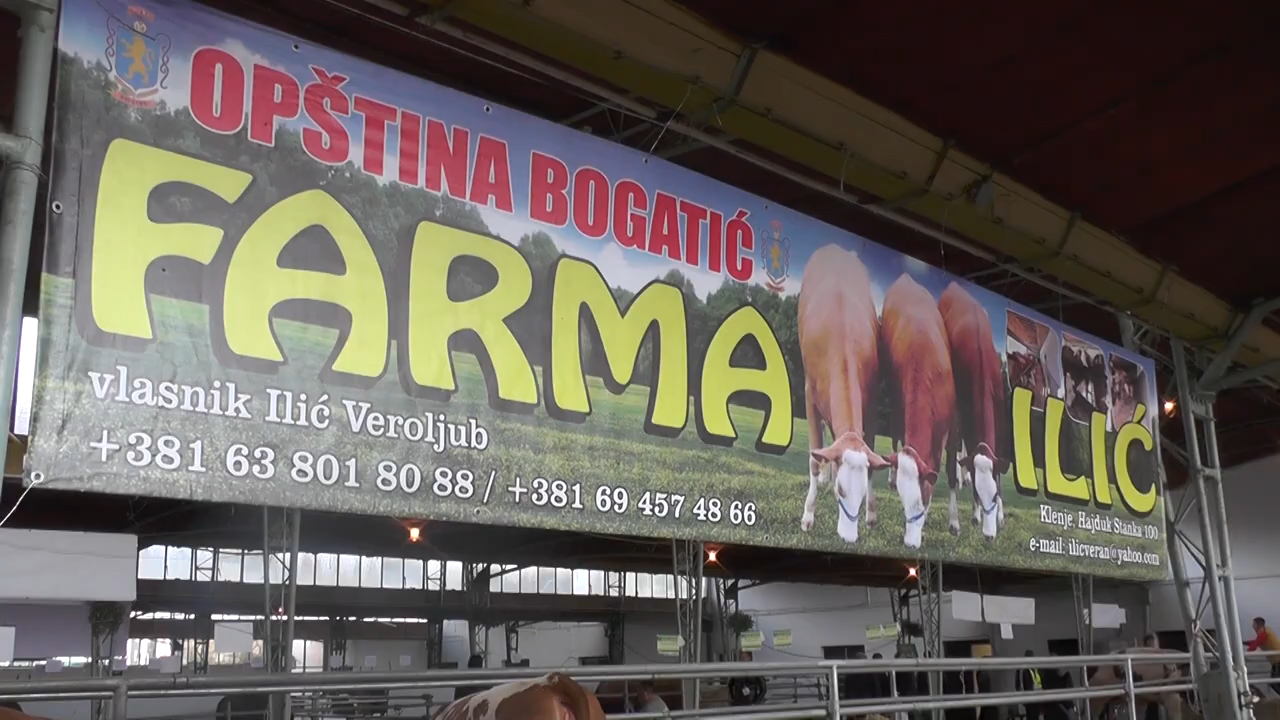 OPŠTINA BOGATIĆ
FARMA ILIĆ
vlasnik Ilić Veroljub
+381 63 801 80 88 / +381 69 457 48 66
Klenje, Hajduk Stanka 100
e-mail: ilicveran@yahoo.com